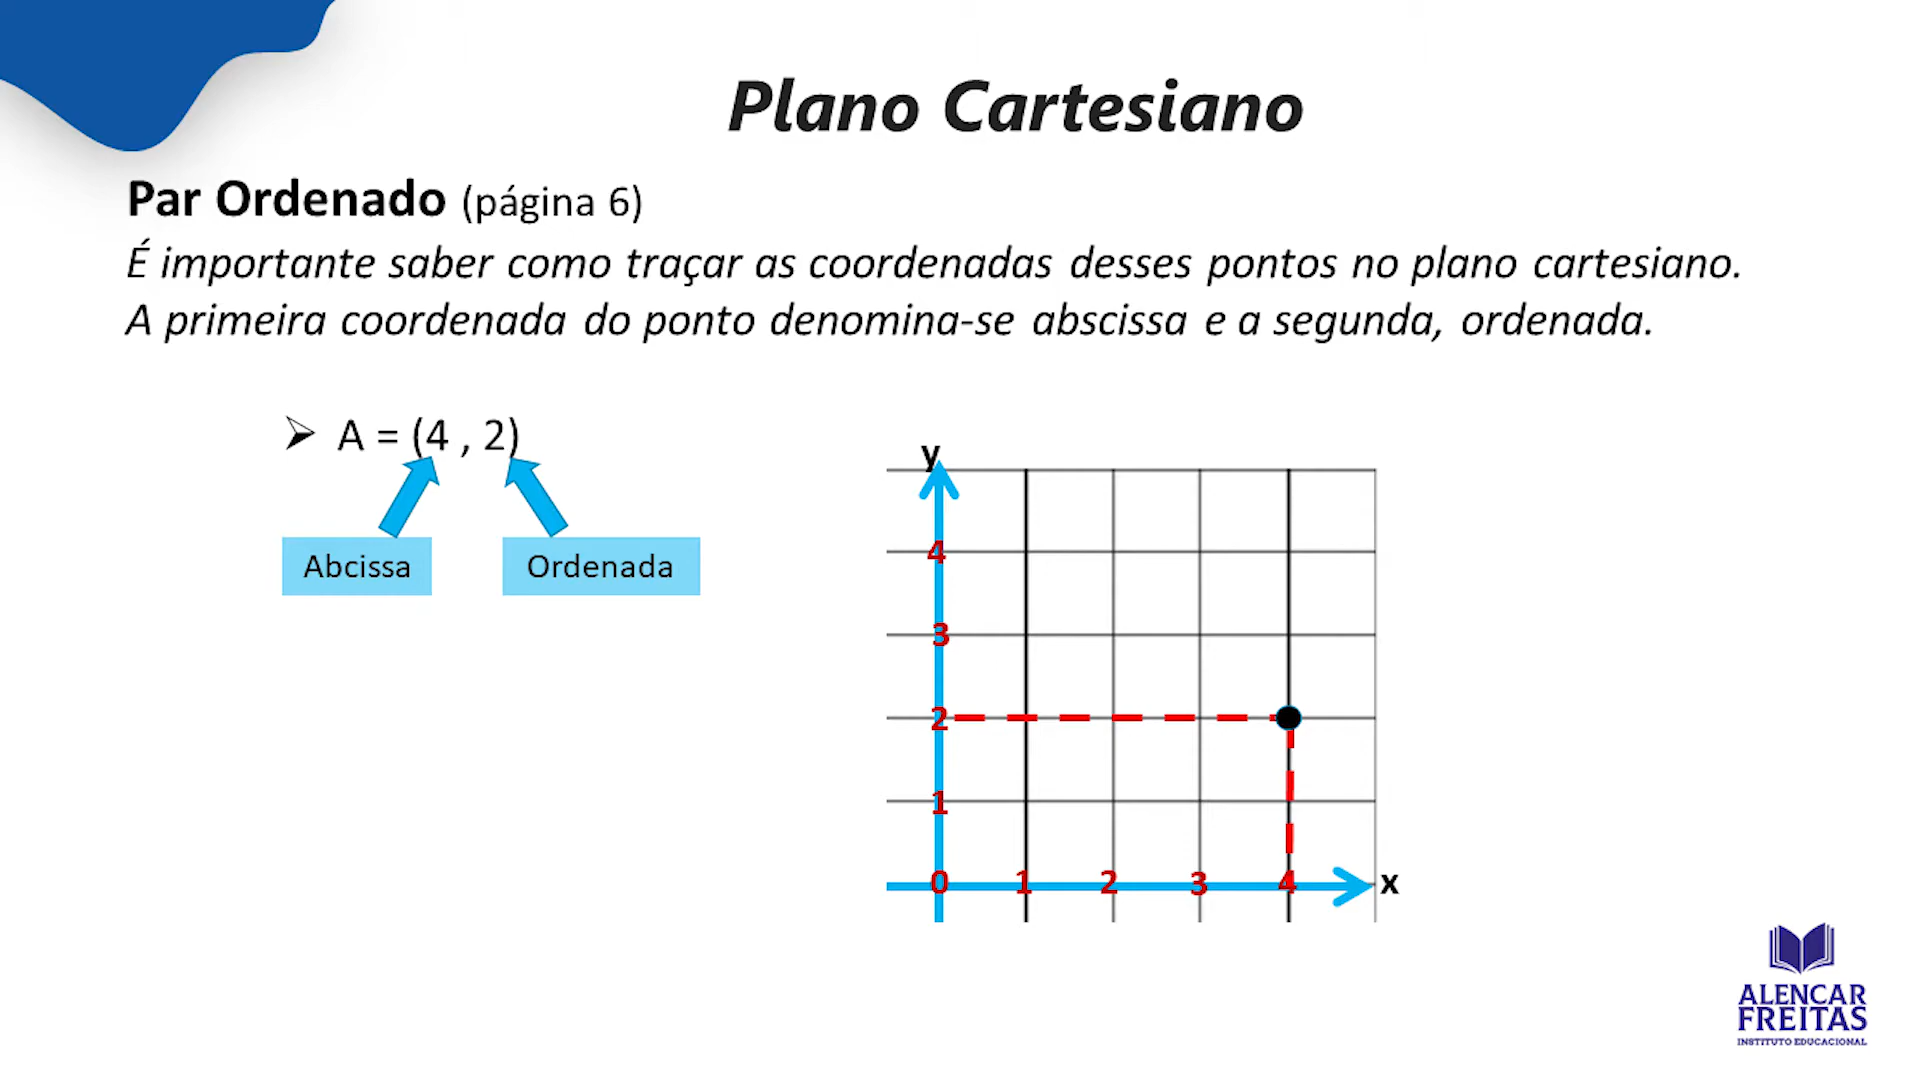 Plano Cartesiano
Par Ordenado (página 6)
É importante saber como traçar as coordenadas desses pontos no plano cartesiano.
A primeira coordenada do ponto denomina-se abscissa e a segunda, ordenada.
➢ A = (4 , 2)
Abcissa
Ordenada
y
4
3
2
1
0 1 2 3 4 x
ALENCAR
FREITAS
INSTITUTO EDUCACIONAL